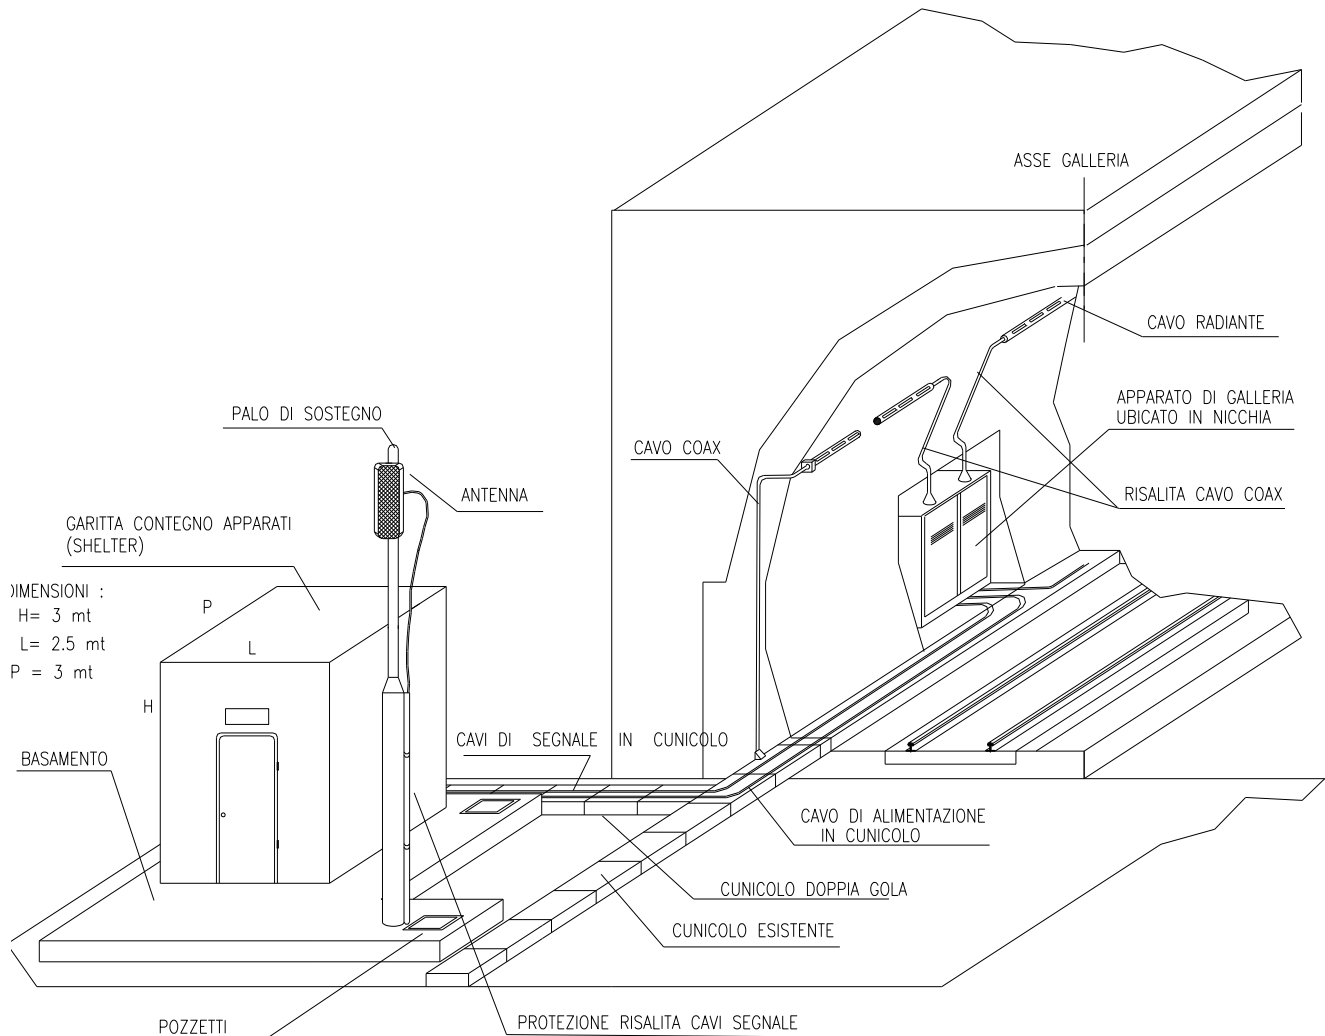 ASSE GALLERIA
CAVO RADIANTE
PALO DI SOSTEGNO
APPARATO DI GALLERIA
UBICATO IN NICCHIA
CAVO COAX
ANTENNA
RISALITA CAVO COAX
GARITTA CONTEGNO APPARATI
(SHELTER)
DIMENSIONI :
H= 3 mt
L= 2.5 mt
P = 3 mt
P
L
H
CAVI DI SEGNALE IN CUNICOLO
BASAMENTO
CAVO DI ALIMENTAZIONE
IN CUNICOLO
CUNICOLO DOPPIA GOLA
CUNICOLO ESISTENTE
POZZETTI
PROTEZIONE RISALITA CAVI SEGNALE